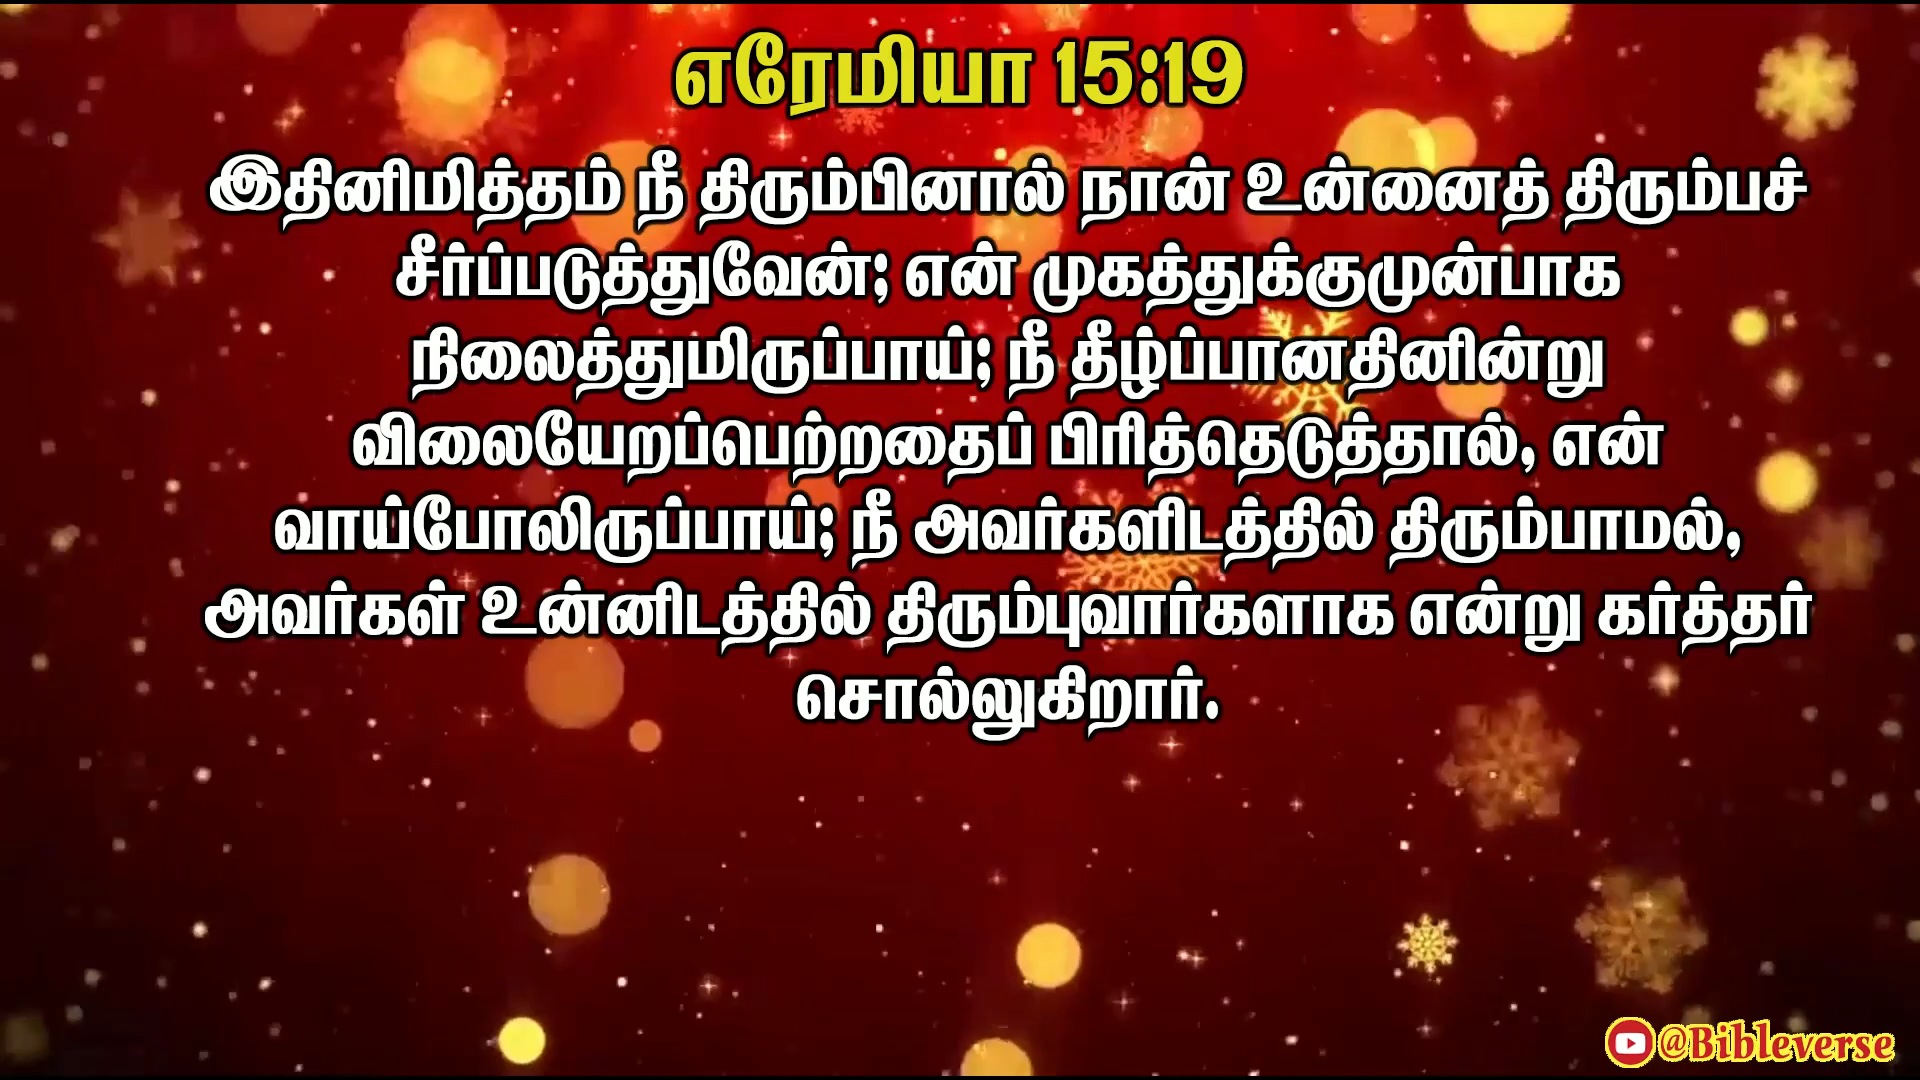 எரேமியா 15:19
இதினிமித்தம் நீ திரும்பினால் நான் உன்னைத் திரும்பச்
சீர்ப்படுத்துவேன்; என் முகத்துக்குமுன்பாக
நிலைத்துமிருப்பாய்; நீ தீழ்ப்பானதினின்று
விலையேறப்பெற்றதைப் பிரித்தெடுத்தால், என்
வாய்போலிருப்பாய்; நீ அவர்களிடத்தில் திரும்பாமல்,
அவர்கள் உன்னிடத்தில் திரும்புவார்களாக என்று கர்த்தர்
சொல்லுகிறார்.
@Bibleverse